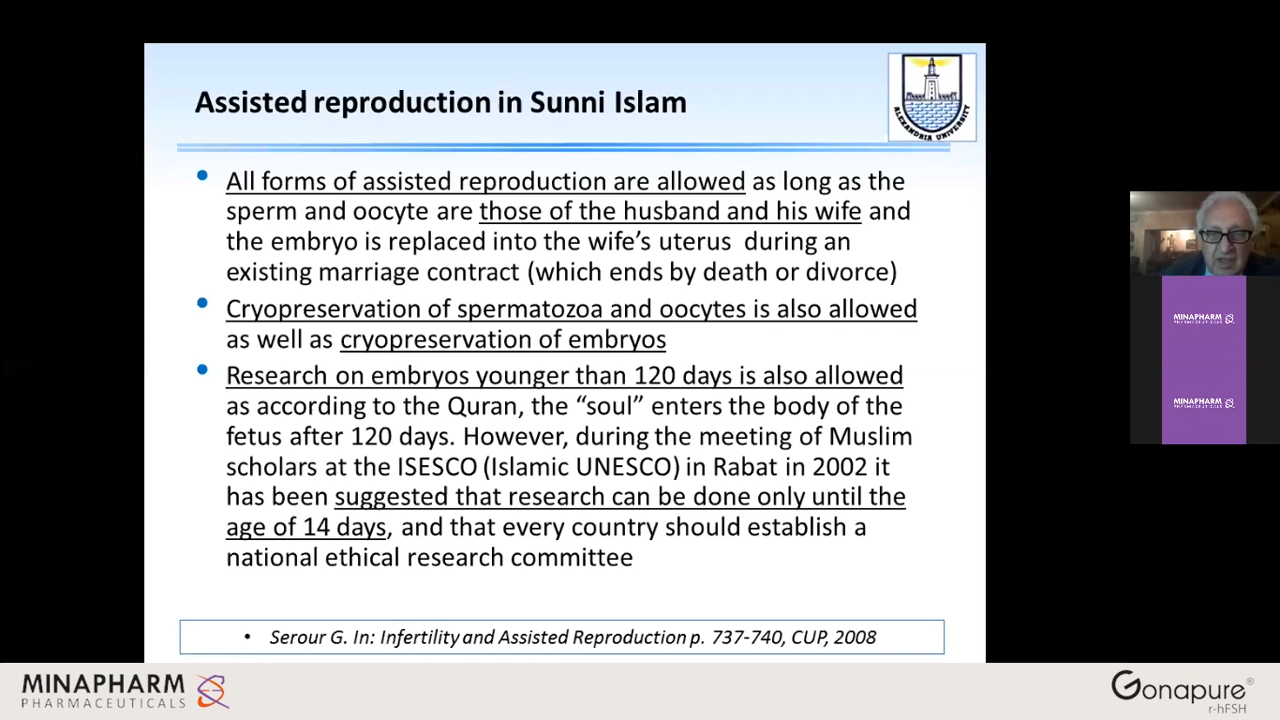 Assisted reproduction in Sunni Islam
ALEXANDRIA UNIVERSITY
• All forms of assisted reproduction are allowed as long as the
sperm and oocyte are those of the husband and his wife and
the embryo is replaced into the wife's uterus during an
existing marriage contract (which ends by death or divorce)
• Cryopreservation of spermatozoa and oocytes is also allowed
as well as cryopreservation of embryos
• Research on embryos younger than 120 days is also allowed
as according to the Quran, the “soul” enters the body of the
fetus after 120 days. However, during the meeting of Muslim
scholars at the ISESCO (Islamic UNESCO) in Rabat in 2002 it
has been suggested that research can be done only until the
age of 14 days, and that every country should establish a
national ethical research committee
• Serour G. In: Infertility and Assisted Reproduction p. 737-740, CUP, 2008
MINAPHARM
PHARMACEUTICALS
MINAPHARM
PHARMACEUTICALS
MINAPHARM
PHARMACEUTICALS
Gonapure®
r-hFSH